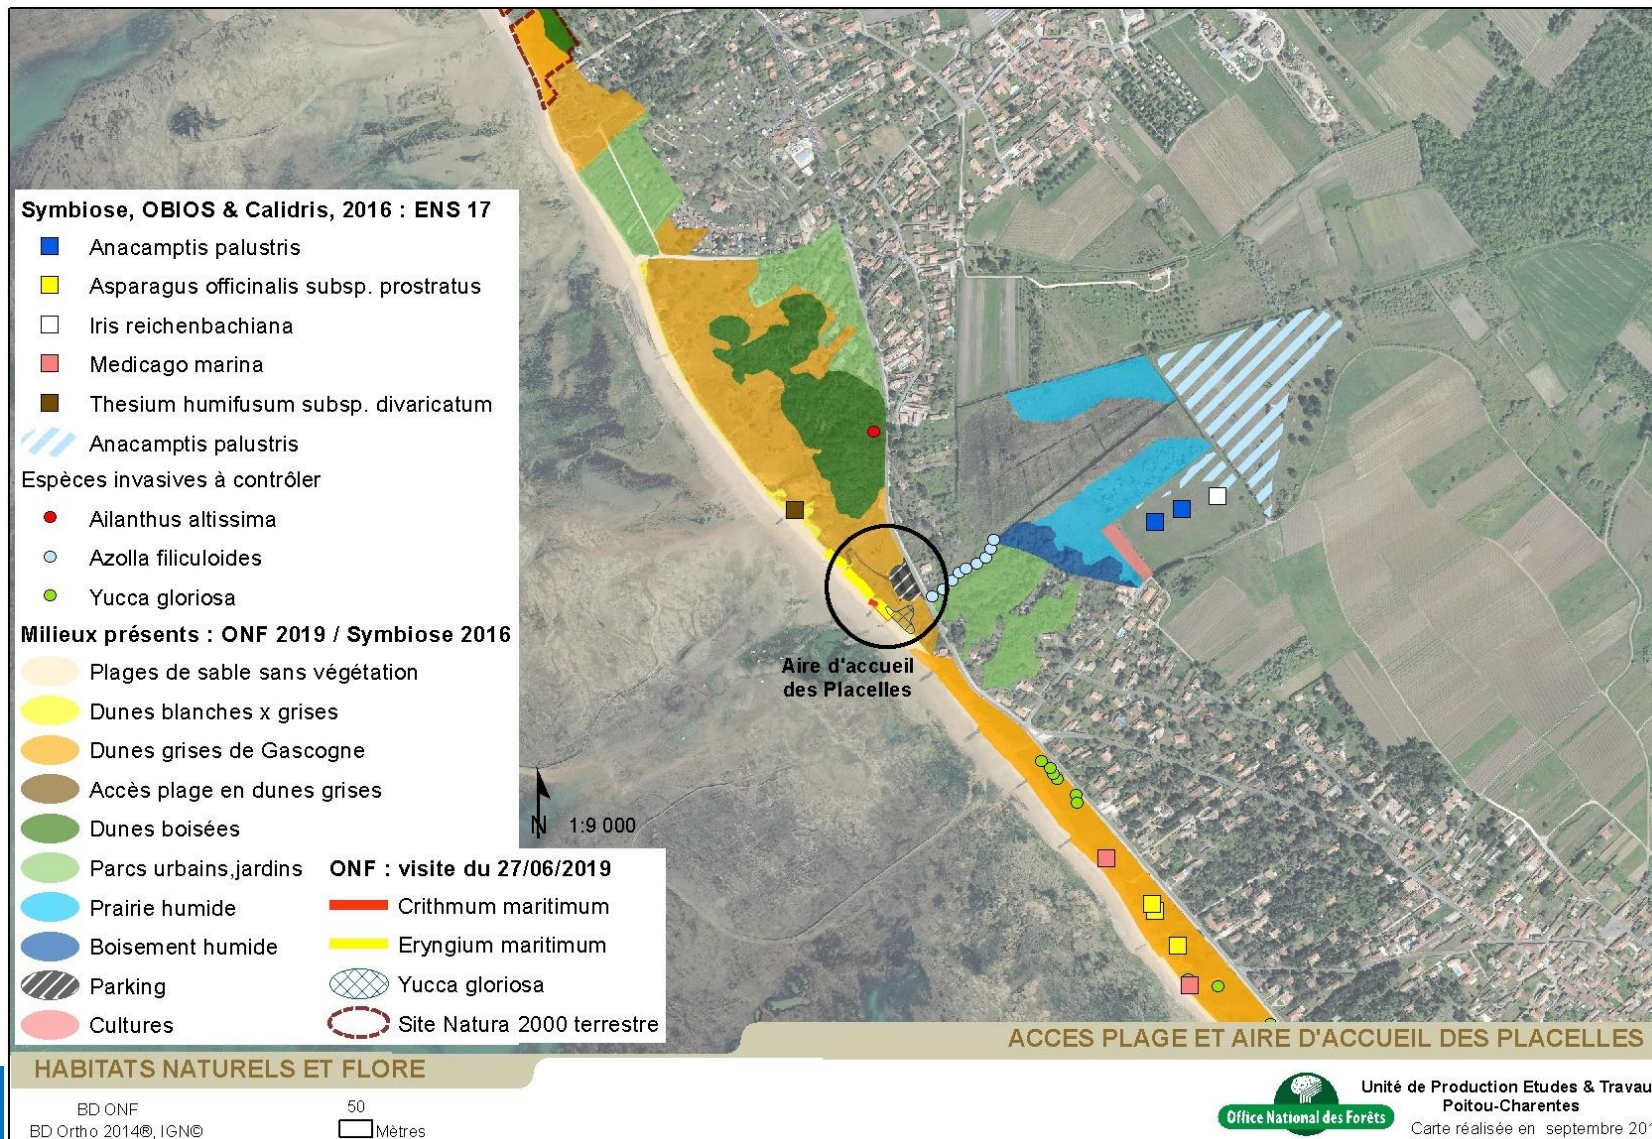 Symbiose, OBIOS & Calidris, 2016 : ENS 17
Anacamptis palustris
Asparagus officinalis subsp. prostratus
Iris reichenbachiana
Medicago marina
Thesium humifusum subsp. divaricatum
Anacamptis palustris
Espèces invasives à contrôler
Ailanthus altissima
Azolla filiculoides
Yucca gloriosa
Milieux présents : ONF 2019 / Symbiose 2016
Plages de sable sans végétation
Dunes blanches x grises
Dunes grises de Gascogne
Accès plage en dunes grises
Dunes boisées
Parcs urbains,jardins
Prairie humide
Boisement humide
Parking
Cultures
ONF : visite du 27/06/2019
Crithmum maritimum
Eryngium maritimum
Yucca gloriosa
Site Natura 2000 terrestre
N 1:9 000
Aire d'accueil
des Placelles
ACCES PLAGE ET AIRE D'ACCUEIL DES PLACELLES
HABITATS NATURELS ET FLORE
BD ONF
BD Ortho 2014®, IGN©
50
Mètres
Office National des Forêts
Unité de Production Etudes & Travau
Poitou-Charentes
Carte réalisée en septembre